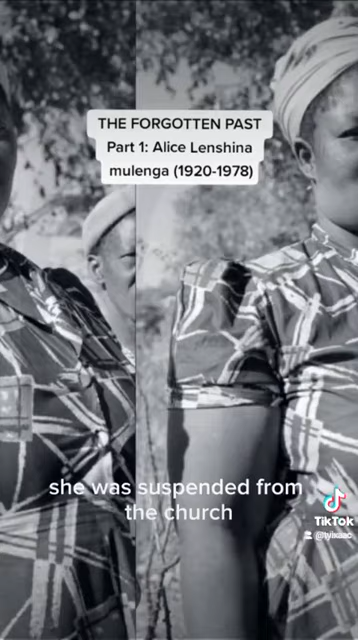 THE FORGOTTEN PAST
Part 1: Alice Lenshina
mulenga (1920-1978)
she was suspended from
the church
TikTok